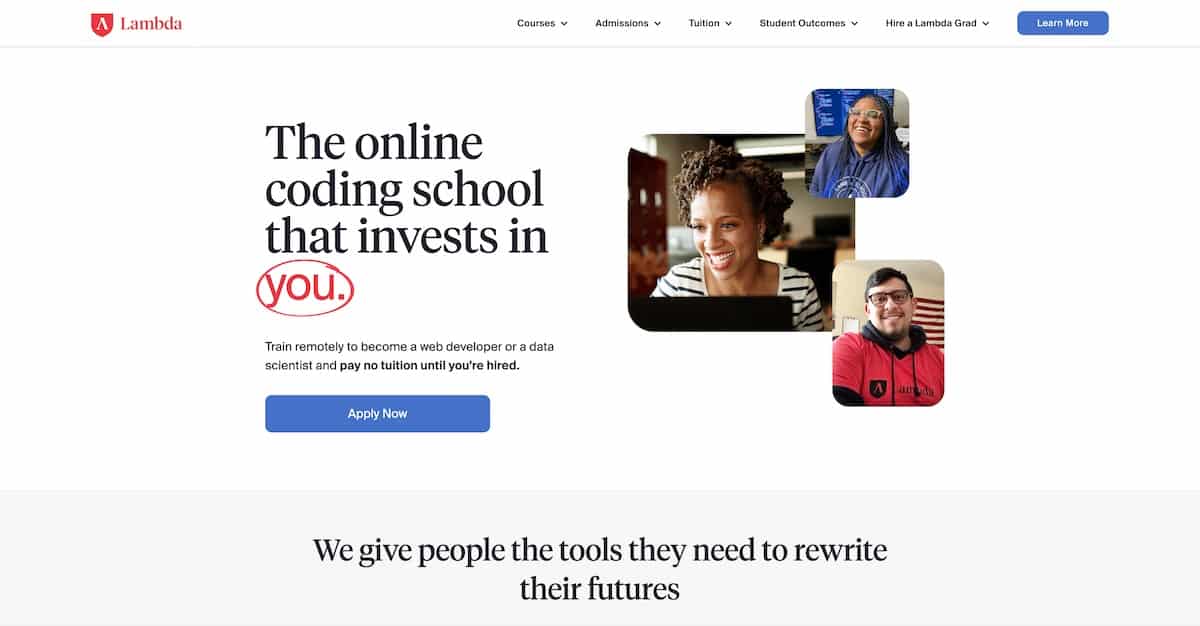 Lambda
Courses
Admissions
Tuition
Student Outcomes
Hire a Lambda Grad
Learn More
The online
coding school
that invests in
you.
Train remotely to become a web developer or a data
scientist and pay no tuition until you're hired.
Apply Now
Lambda
We give people the tools they need to rewrite
their futures